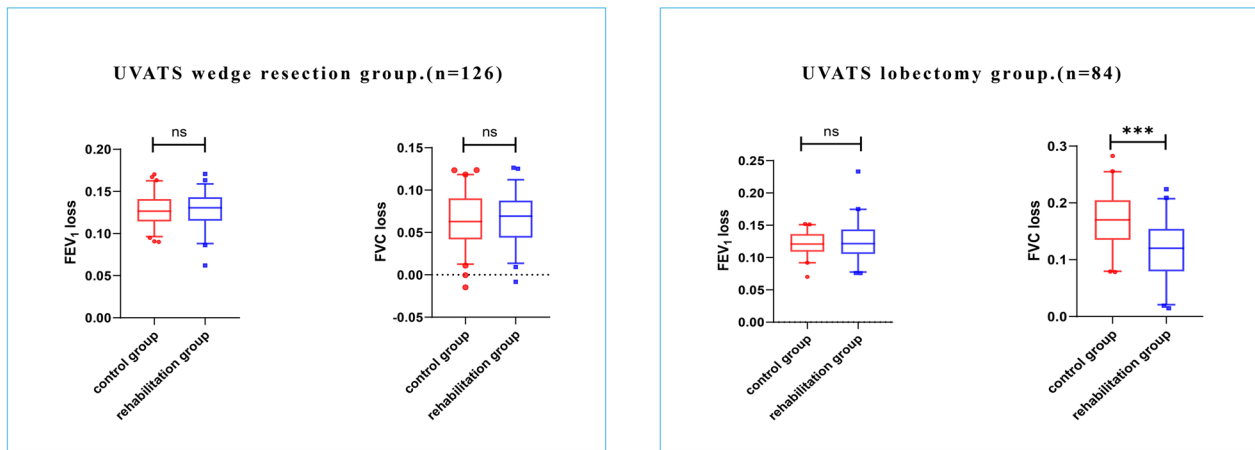 UVATS wedge resection group.(n=126)
ns
FEV₁ loss
0.20
0.15
0.10
0.05
0.00
control group
rehabilitation group
ns
FVC loss
0.15
0.10
0.05
0.00
-0.05
control group
rehabilitation group
UVATS lobectomy group.(n=84)
ns
FEV₁ loss
0.25
0.20
0.15
0.10
0.05
0.00
control group
rehabilitation group
***
FVC loss
0.3
0.2
0.1
0.0
control group
rehabilitation group